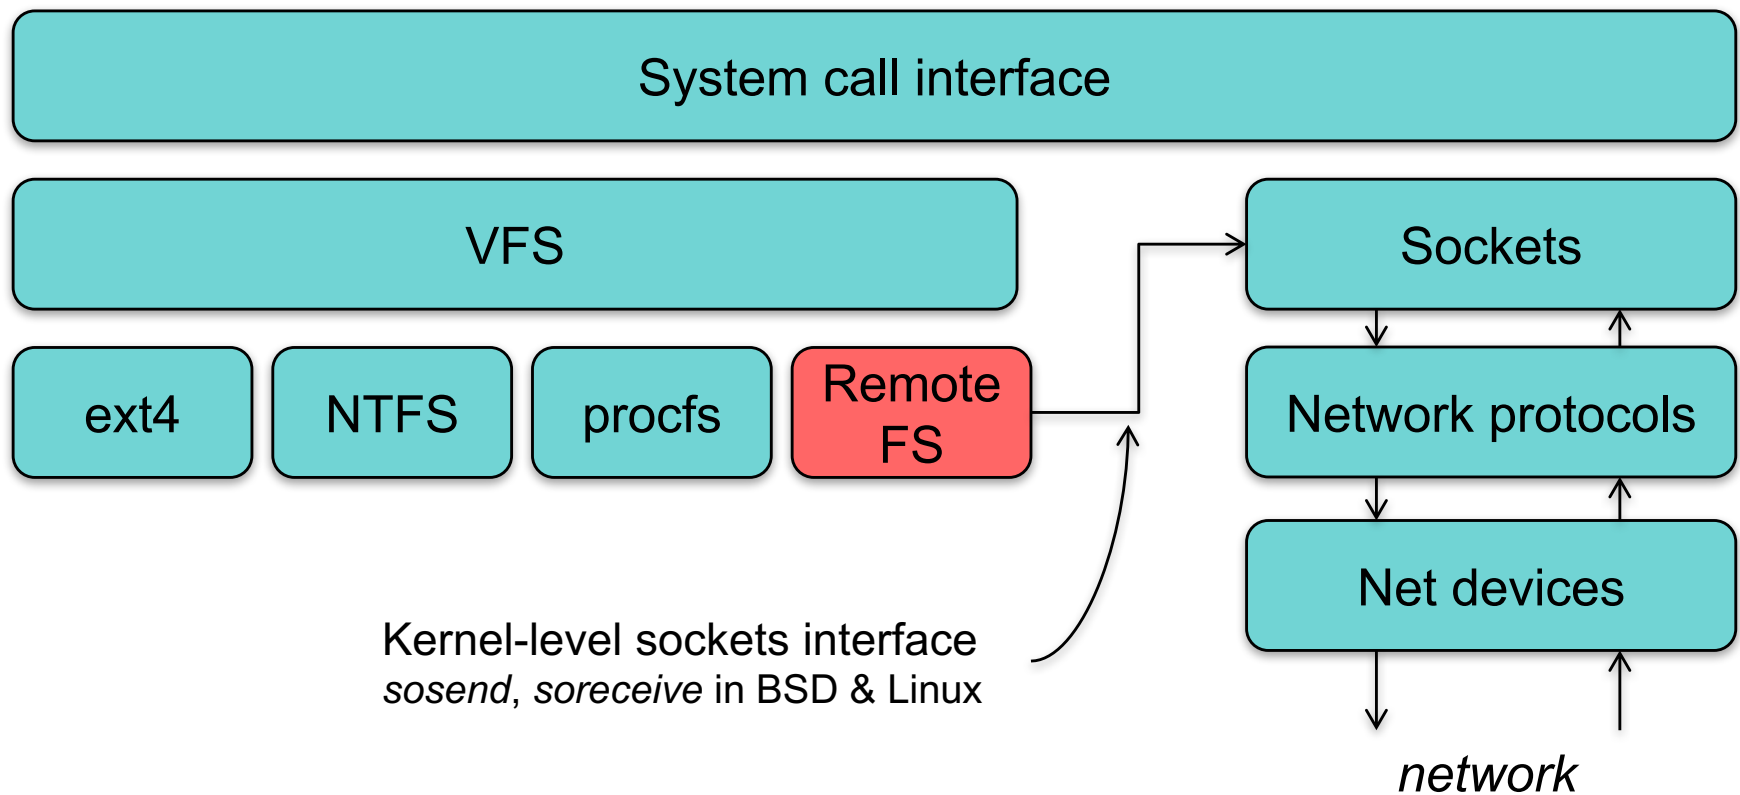 System call interface
VFS
Sockets
ext4
NTFS
procfs
Remote
FS
Network protocols
Net devices
Kernel-level sockets interface
sosend, soreceive in BSD & Linux
network